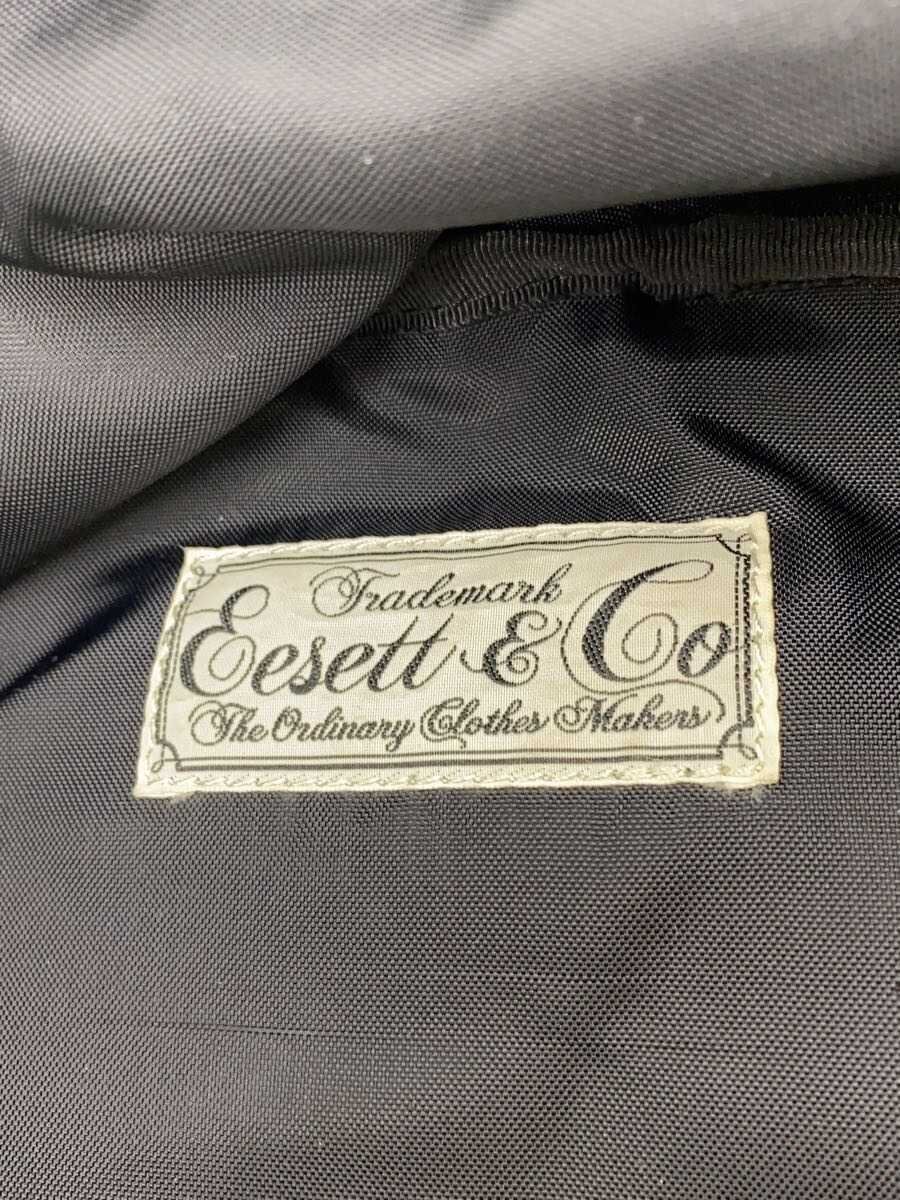 Trademark
Eesett & Co
The Ordinary Clothes Makers